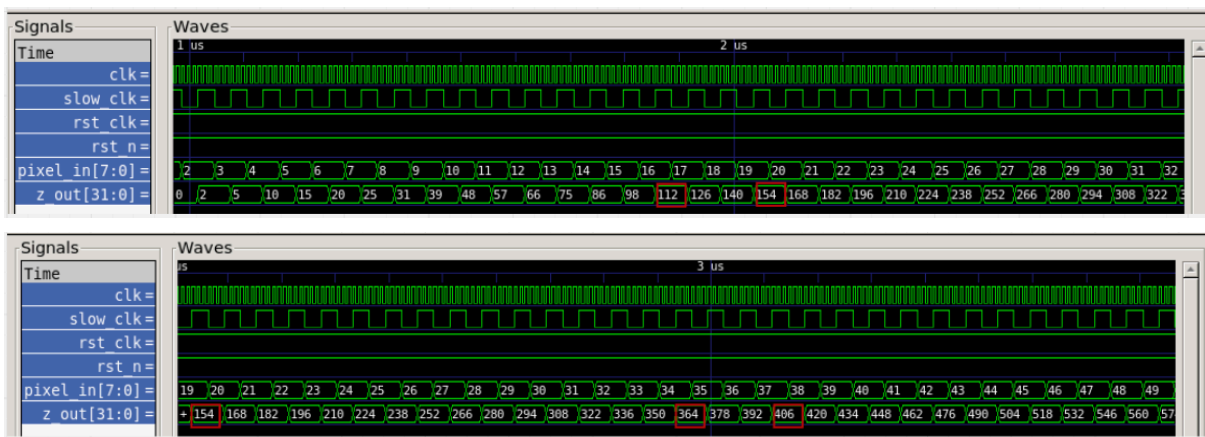 Signals
Waves
Time
1 us
2 us
clk=
slow_clk=
rst_clk=
rst_n=
pixel_in[7:0]= 2 3 4 5 6 7 8 9 10 11 12 13 14 15 16 17 18 19 20 21 22 23 24 25 26 27 28 29 30 31 32
z_out[31:0]= 0 2 5 10 15 20 25 31 39 48 57 66 75 86 98 112 126 140 154 168 182 196 210 224 238 252 266 280 294 308 322
Signals
Waves
Time
us
3 us
clk=
slow_clk=
rst_clk=
rst_n=
pixel_in[7:0]= 19 20 21 22 23 24 25 26 27 28 29 30 31 32 33 34 35 36 37 38 39 40 41 42 43 44 45 46 47 48 49
z_out[31:0]= + 154 168 182 196 210 224 238 252 266 280 294 308 322 336 350 364 378 392 406 420 434 448 462 476 490 504 518 532 546 560 57